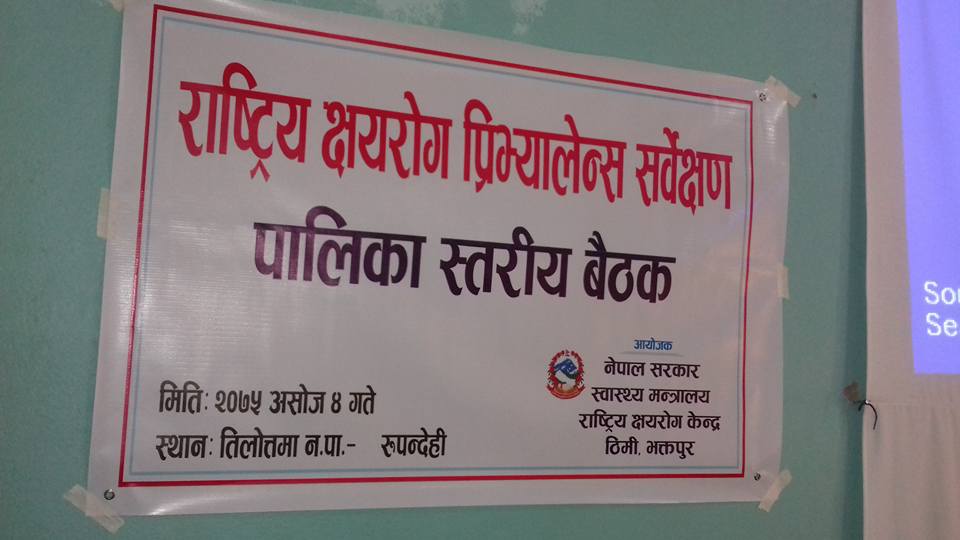 राष्ट्रिय क्षयरोग प्रिभ्यालेन्स सर्वेक्षण
पालिका स्तरीय बैठक
मिति: २०७५ असोज ४ गते
स्थान: तिलोत्तमा न.पा.- रुपन्देही
आयोजक
नेपाल सरकार
स्वास्थ्य मन्त्रालय
राष्ट्रिय क्षयरोग केन्द्र
ठिमी, भक्तपुर
Se